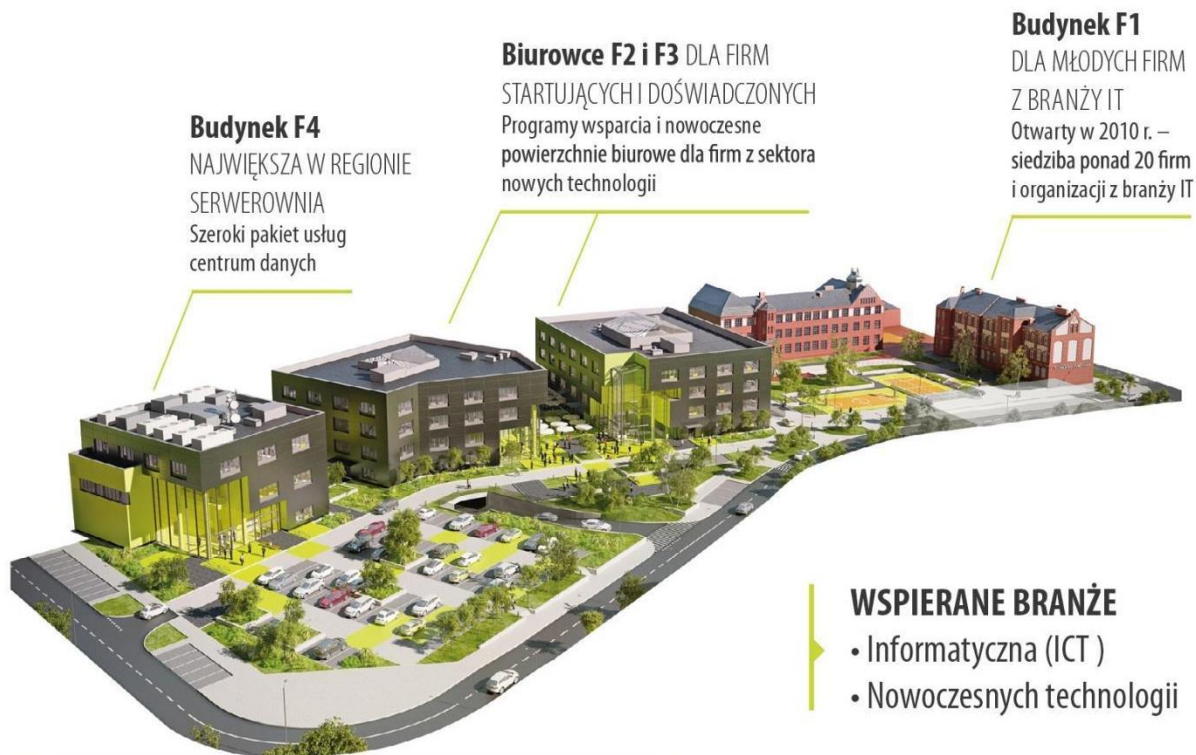 Budynek F4
NAJWIĘKSZA W REGIONIE
SERWEROWNIA
Szeroki pakiet usług
centrum danych
Biurowce F2 i F3 DLA FIRM
STARTUJĄCYCH I DOŚWIADCZONYCH
Programy wsparcia i nowoczesne
powierzchnie biurowe dla firm z sektora
nowych technologii
Budynek F1
DLA MŁODYCH FIRM
Z BRANŻY IT
Otwarty w 2010 r. –
siedziba ponad 20 firm
i organizacji z branży IT
WSPIERANE BRANŻE
• Informatyczna (ICT )
• Nowoczesnych technologii